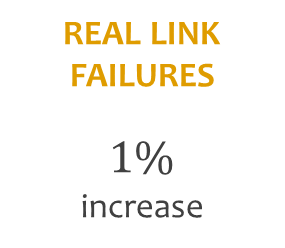 REAL LINK
FAILURES
1%
increase